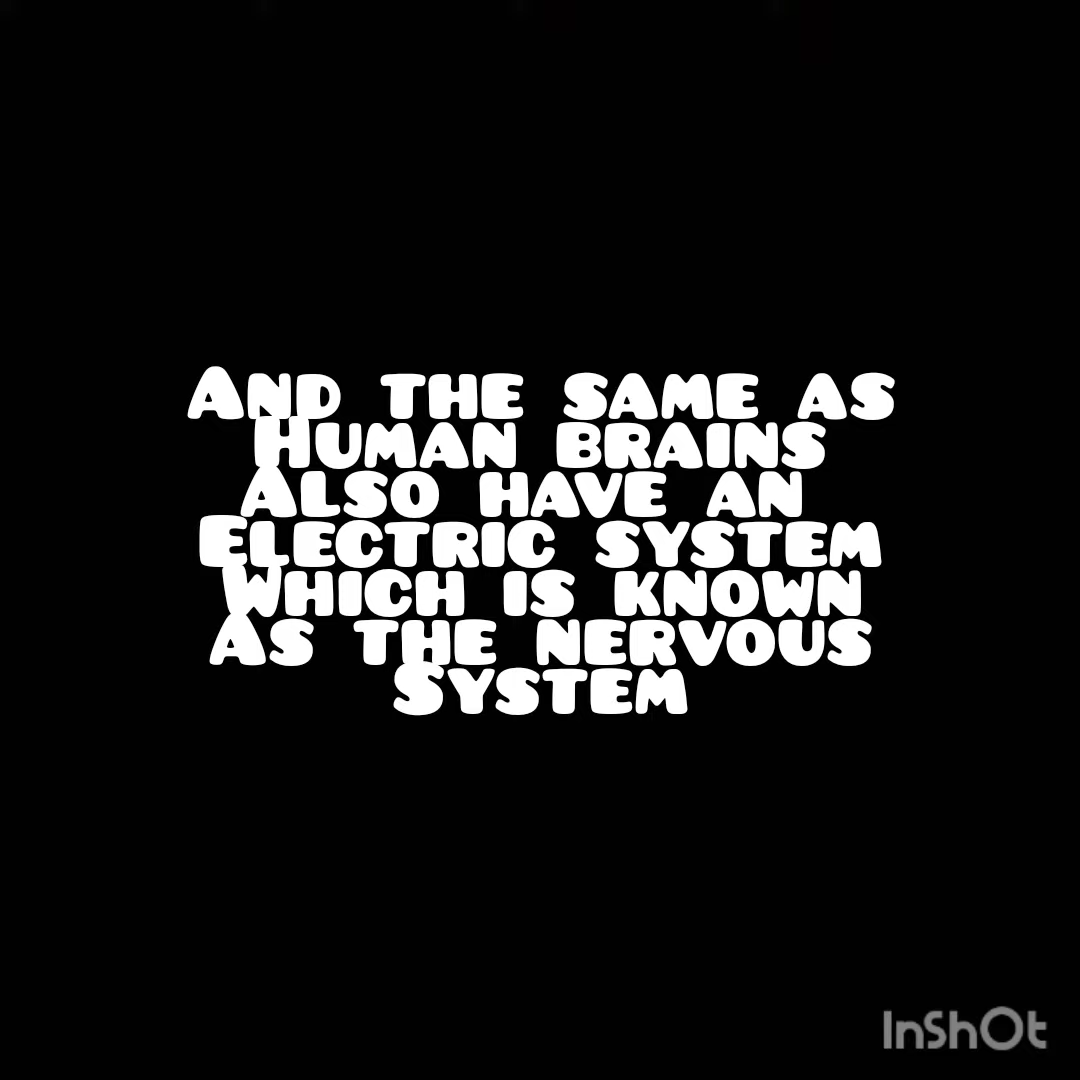 And the same as
Human brains
Also have an
Electric system
Which is known
As the nervous
System
InShOt